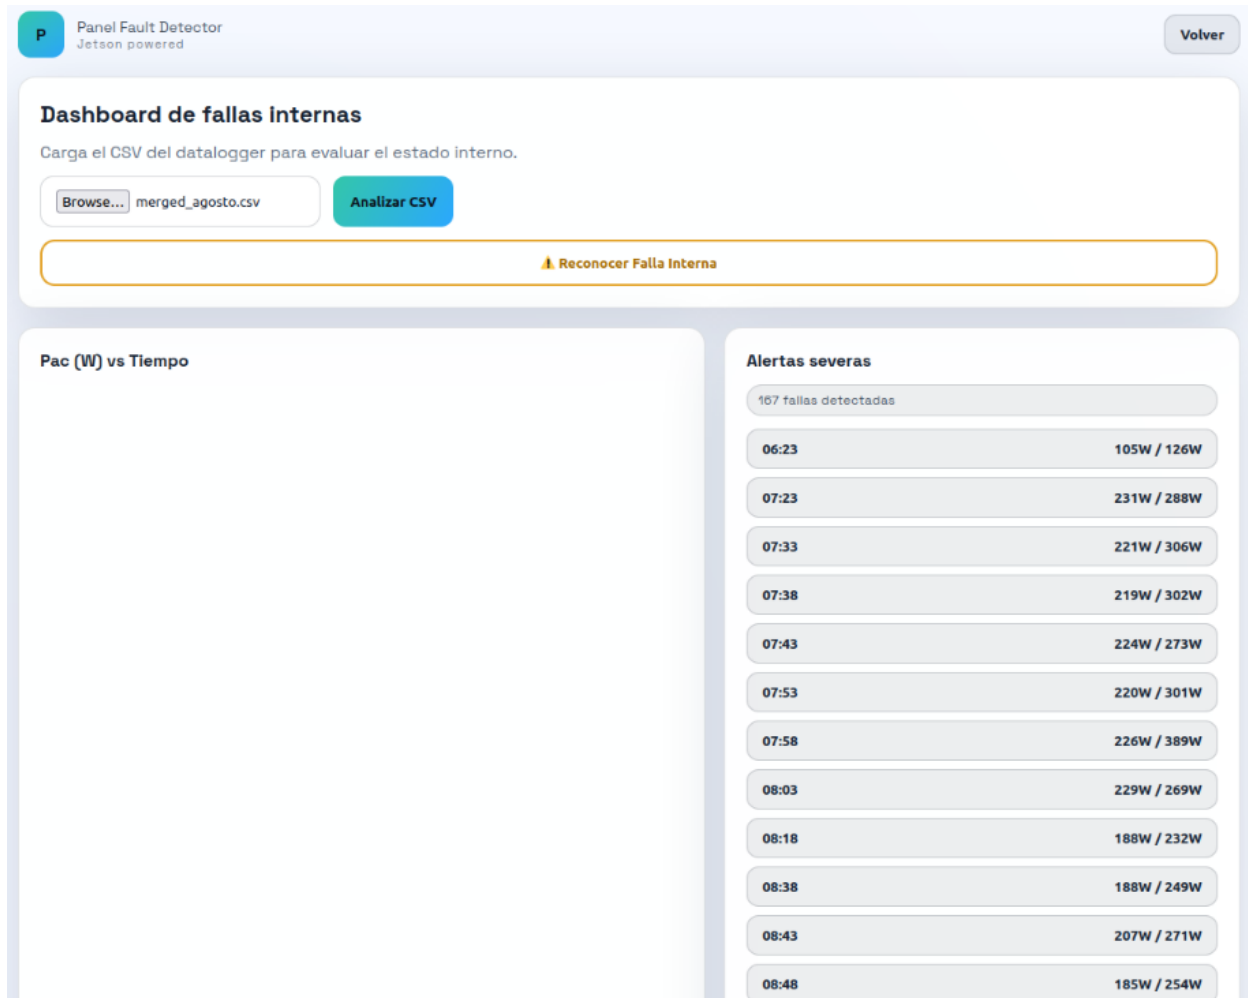 P
Panel Fault Detector
Jetson powered
Volver
Dashboard de fallas internas
Carga el CSV del datalogger para evaluar el estado interno.
Browse... merged_agosto.csv
Analizar CSV
⚠ Reconocer Falla Interna
Pac (W) vs Tiempo
Alertas severas
167 fallas detectadas
06:23 105W / 126W
07:23 231W / 288W
07:33 221W / 306W
07:38 219W / 302W
07:43 224W / 273W
07:53 220W / 301W
07:58 226W / 389W
08:03 229W / 269W
08:18 188W / 232W
08:38 188W / 249W
08:43 207W / 271W
08:48 185W / 254W